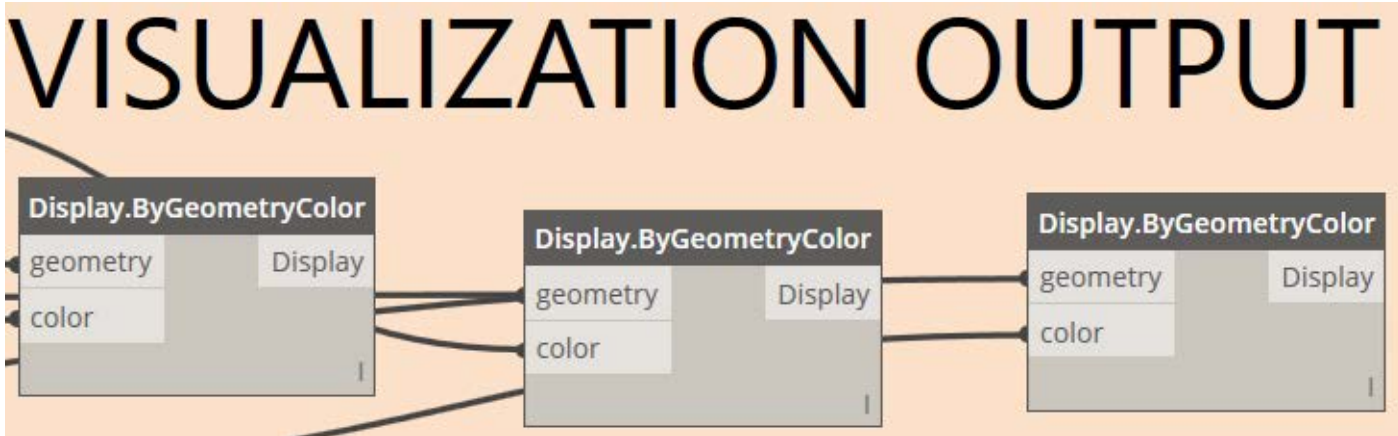 VISUALIZATION OUTPUT
Display.ByGeometryColor
geometry Display
color
l
Display.ByGeometryColor
geometry Display
color
l
Display.ByGeometryColor
geometry Display
color
l